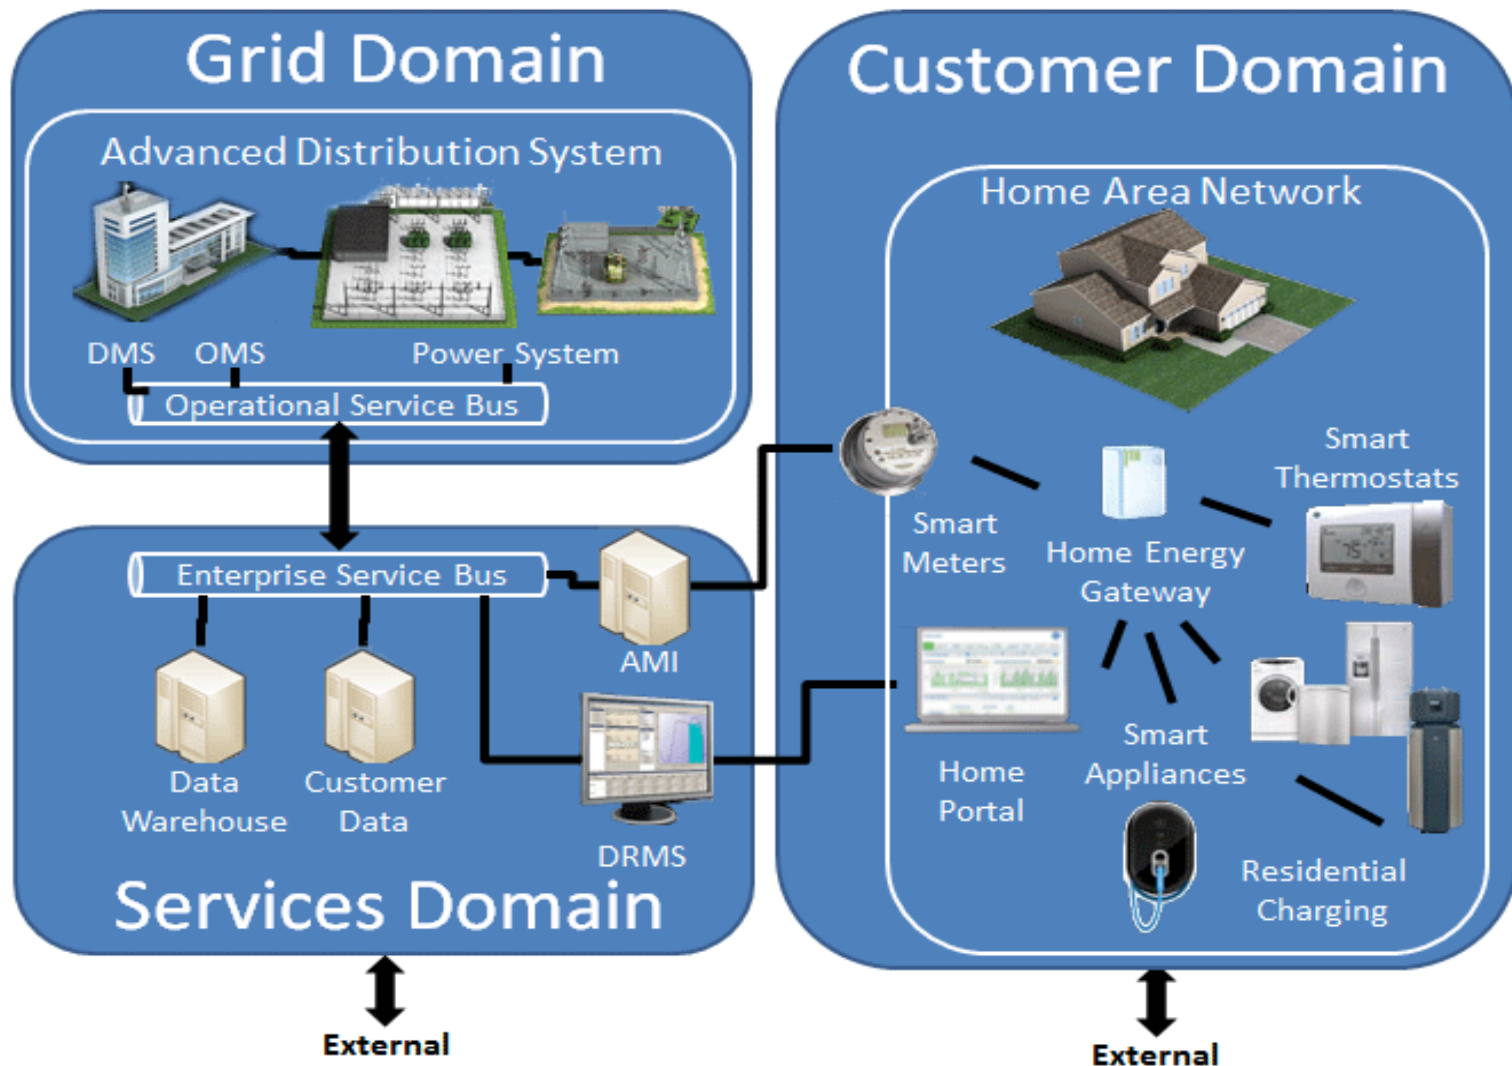 Grid Domain
Advanced Distribution System
DMS OMS Power System
Operational Service Bus
Enterprise Service Bus
AMI
Data
Warehouse
Customer
Data
DRMS
Services Domain
External
Customer Domain
Home Area Network
Smart
Thermostats
Smart
Meters
Home Energy
Gateway
75
Home
Portal
Smart
Appliances
Residential
Charging
External